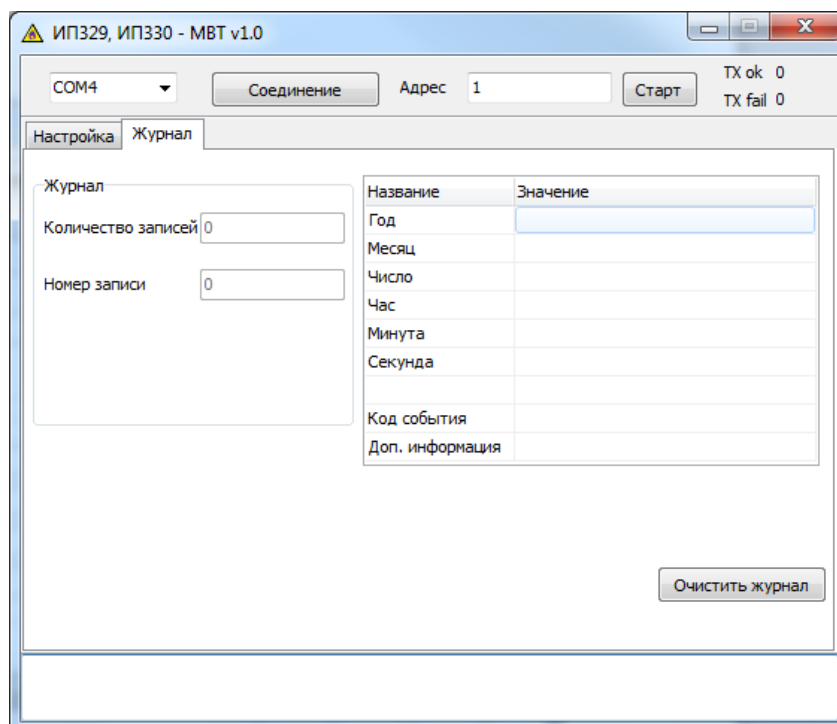 ИП329, ИП330 - МВТ v1.0
COM4 Соединение Адрес 1 Старт TX ok 0
TX fail 0
Настройка Журнал
Журнал
Количество записей 0
Номер записи 0
Название Значение
Год
Месяц
Число
Час
Минута
Секунда
Код события
Доп. информация
Очистить журнал